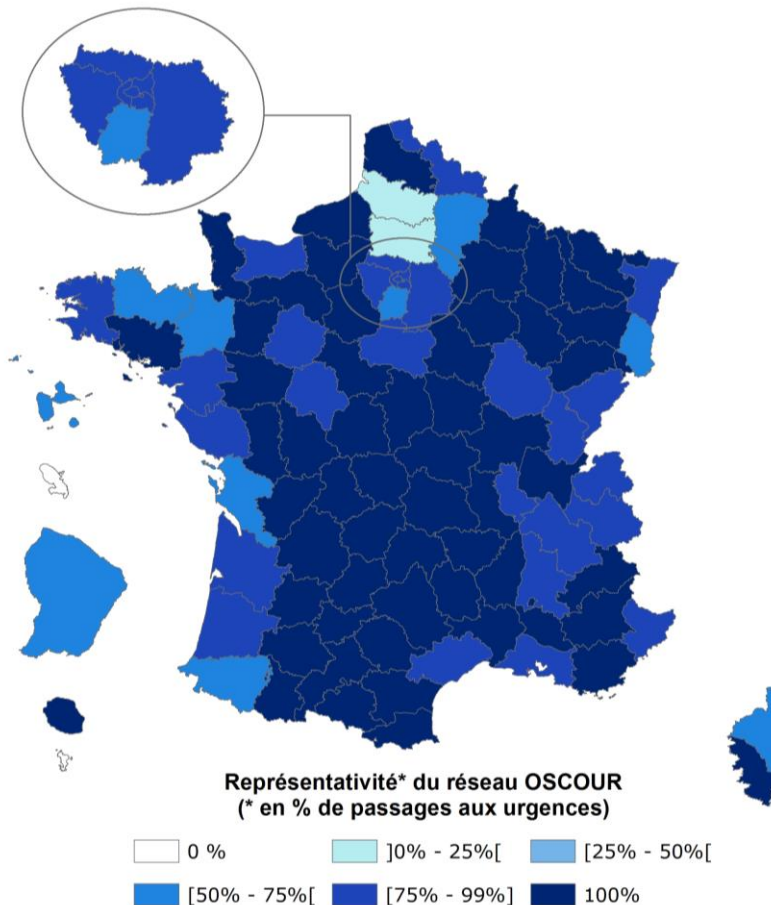 Représentativité* du réseau OSCOUR
(* en % de passages aux urgences)
0 %
]0% - 25%[
[25% - 50%[
[50% - 75%[
[75% - 99%]
100%